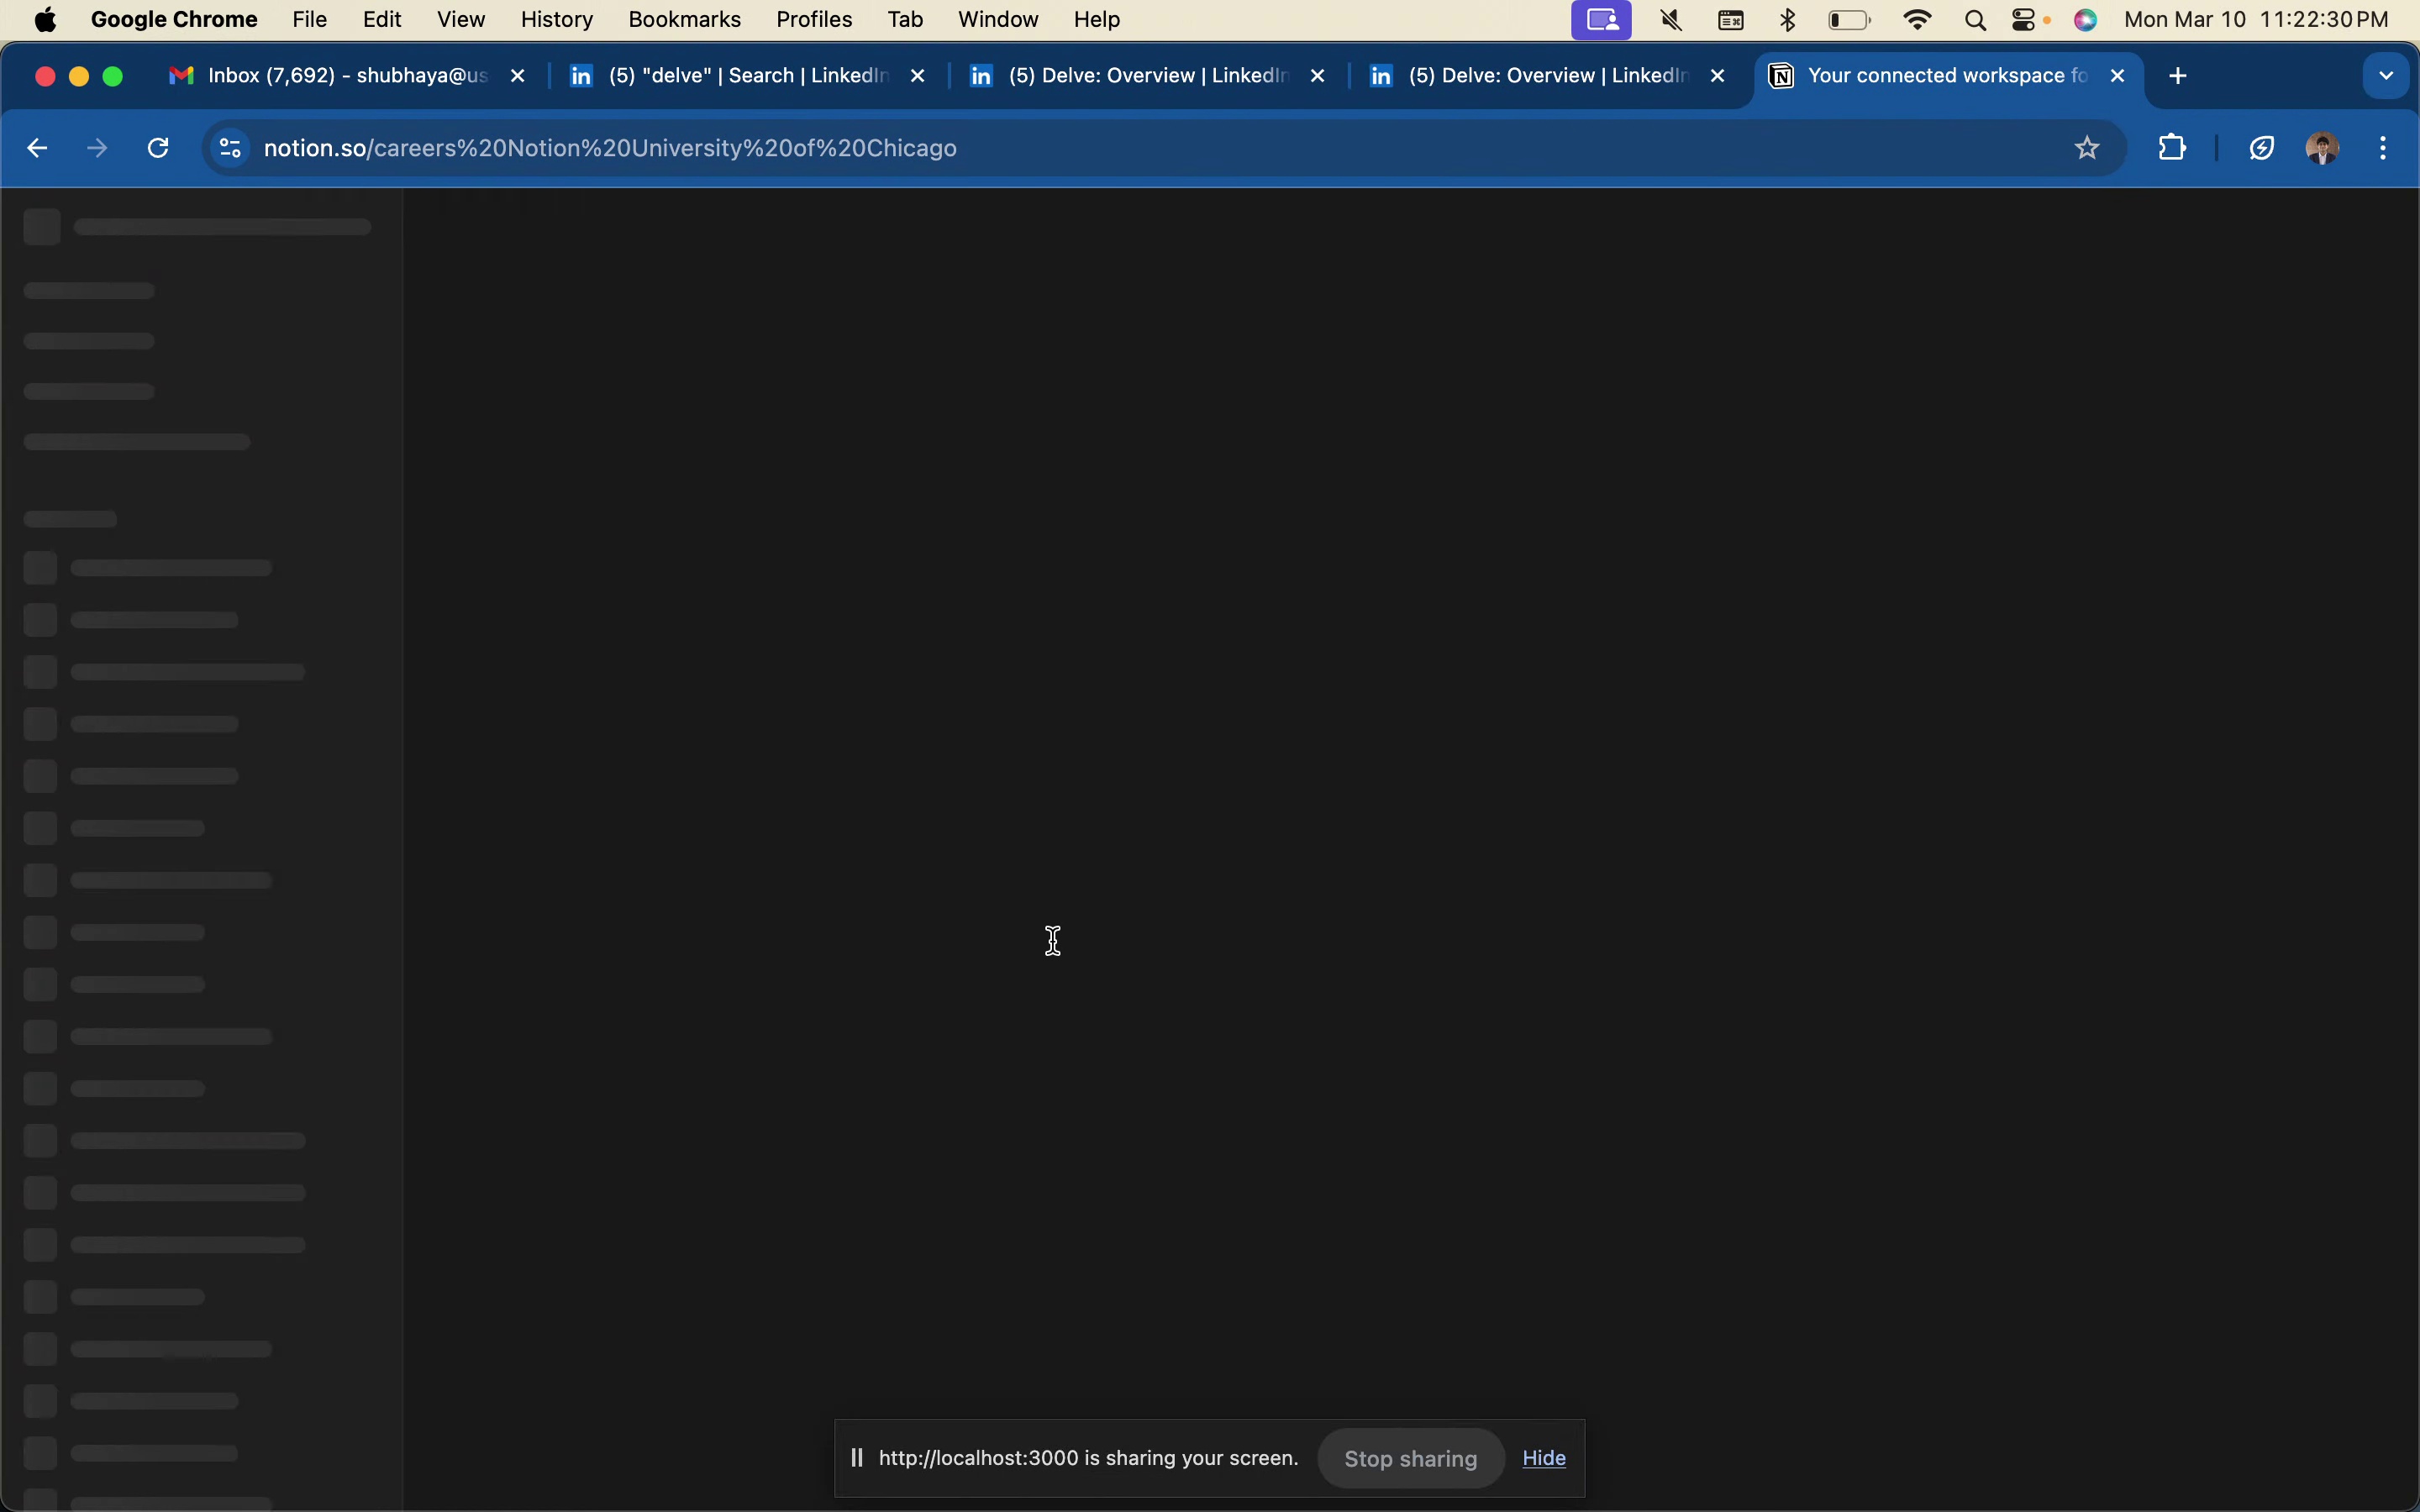 Google Chrome File Edit View History Bookmarks Profiles Tab Window Help Mon Mar 10 11:22:30 PM
Inbox (7,692) - shubhaya@us (5) "delve" | Search | LinkedIn (5) Delve: Overview | LinkedIn (5) Delve: Overview | LinkedIn Your connected workspace fo
notion.so/careers%20Notion%20University%20of%20Chicago
http://localhost:3000 is sharing your screen. Stop sharing Hide